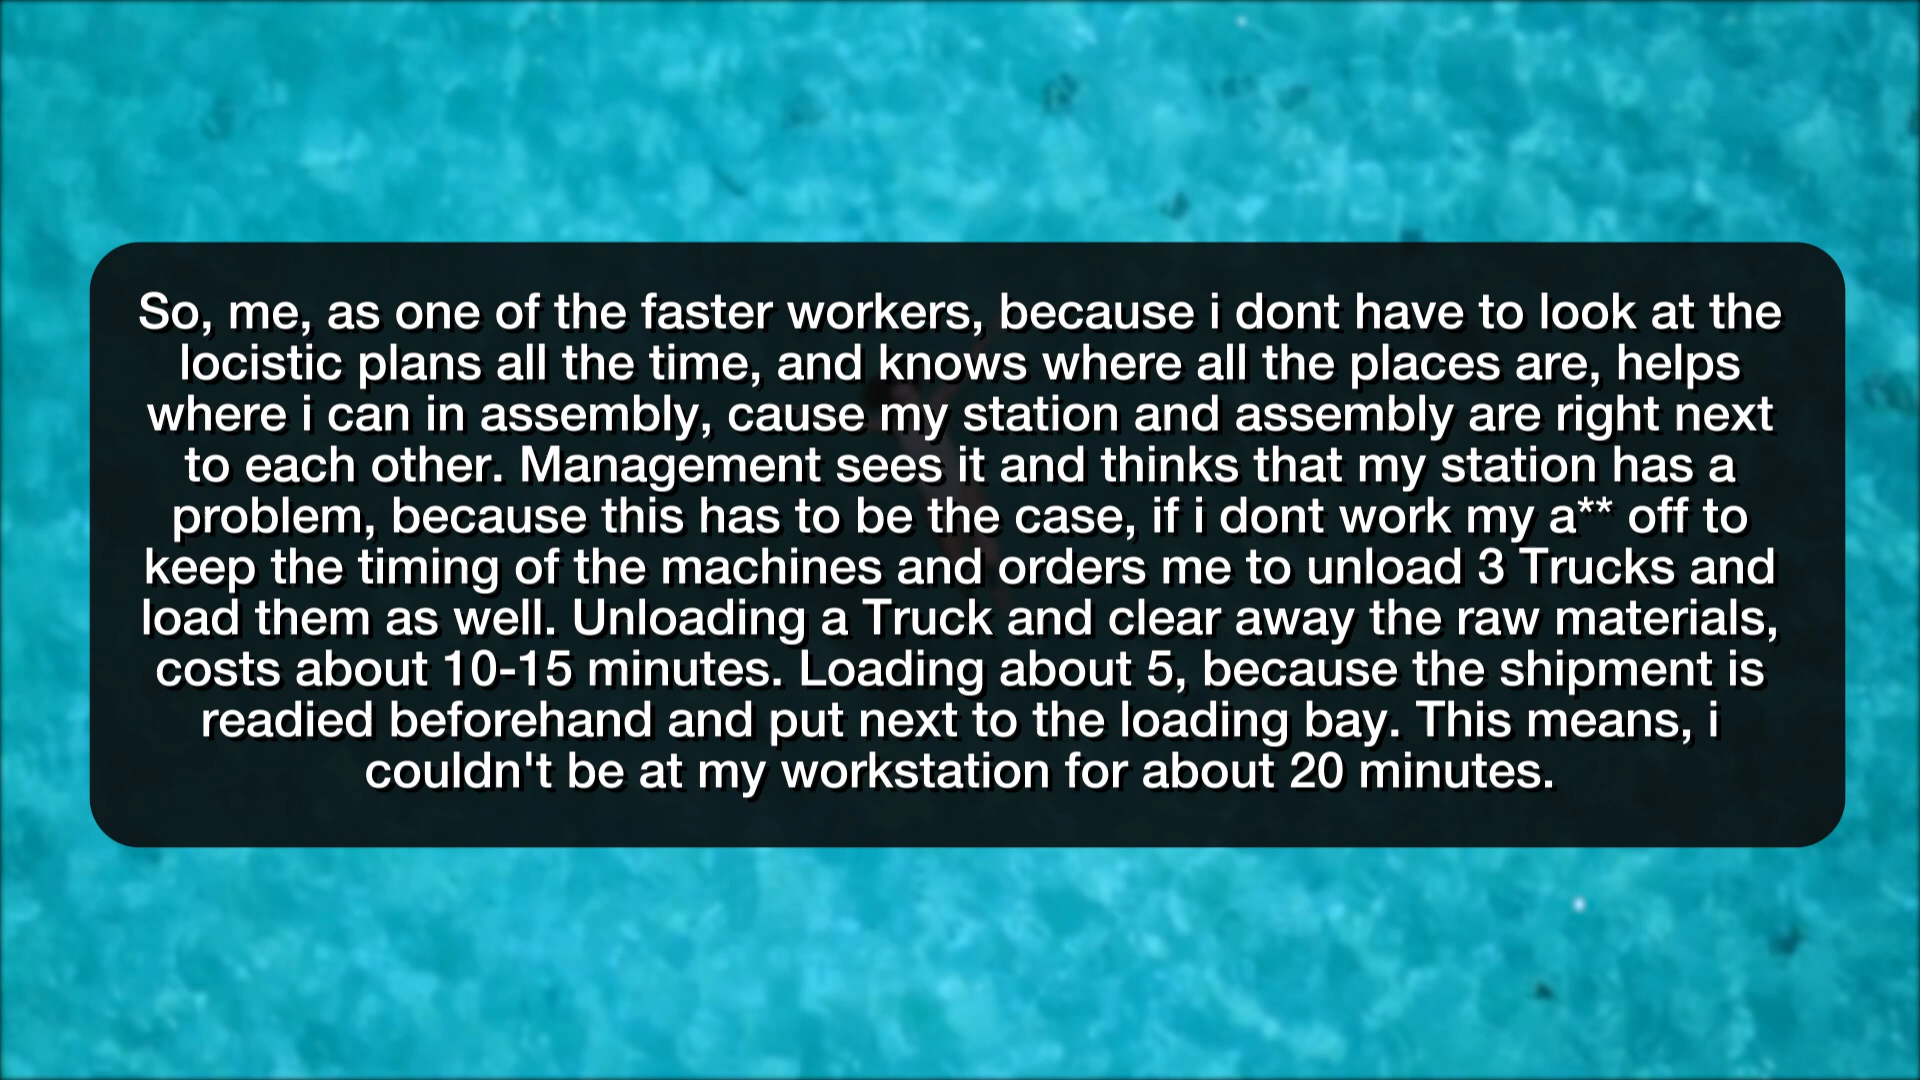 So, me, as one of the faster workers, because i dont have to look at the
locistic plans all the time, and knows where all the places are, helps
where i can in assembly, cause my station and assembly are right next
to each other. Management sees it and thinks that my station has a
problem, because this has to be the case, if i dont work my a** off to
keep the timing of the machines and orders me to unload 3 Trucks and
load them as well. Unloading a Truck and clear away the raw materials,
costs about 10-15 minutes. Loading about 5, because the shipment is
readied beforehand and put next to the loading bay. This means, i
couldn't be at my workstation for about 20 minutes.